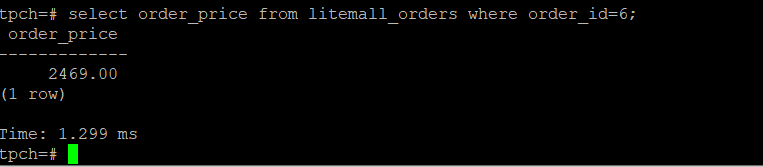 tpch=# select order_price from litemall_orders where order_id=6;
 order_price
-------------
     2469.00
(1 row)

Time: 1.299 ms
tpch=#